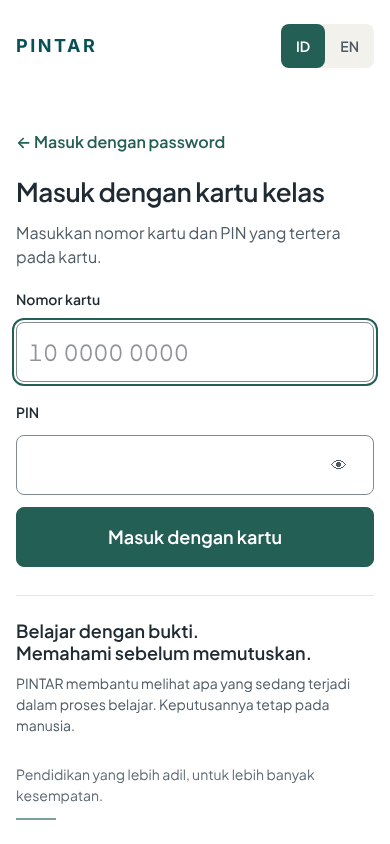 PINTAR
ID EN
← Masuk dengan password
Masuk dengan kartu kelas
Masukkan nomor kartu dan PIN yang tertera
pada kartu.
Nomor kartu
10 0000 0000
PIN
Masuk dengan kartu
Belajar dengan bukti.
Memahami sebelum memutuskan.
PINTAR membantu melihat apa yang sedang terjadi
dalam proses belajar. Keputusannya tetap pada
manusia.
Pendidikan yang lebih adil, untuk lebih banyak
kesempatan.